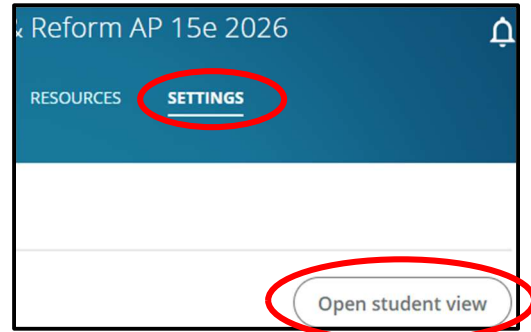 & Reform AP 15e 2026
RESOURCES SETTINGS
Open student view